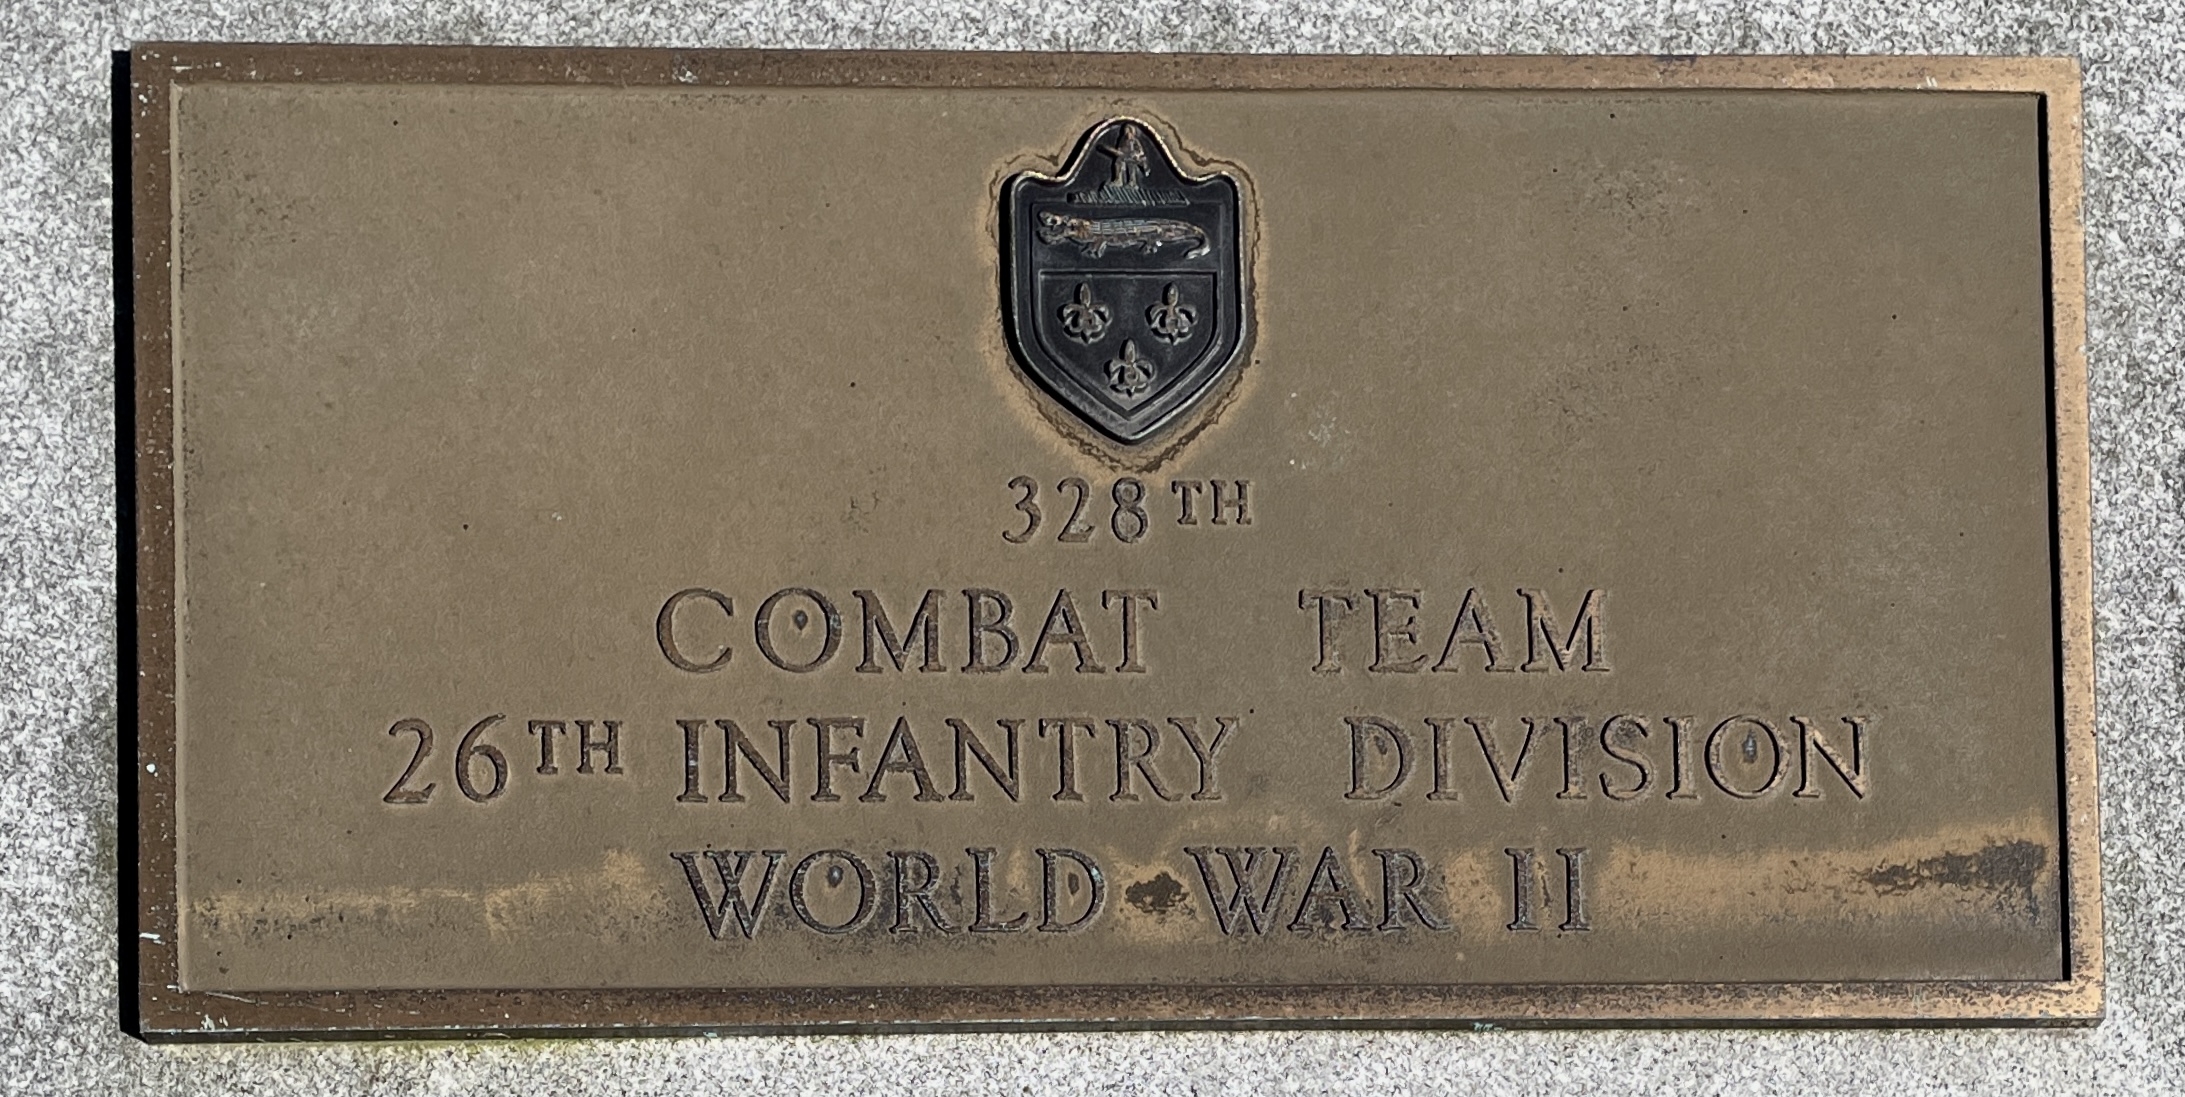 328TH
COMBAT TEAM
26TH INFANTRY DIVISION
WORLD WAR II